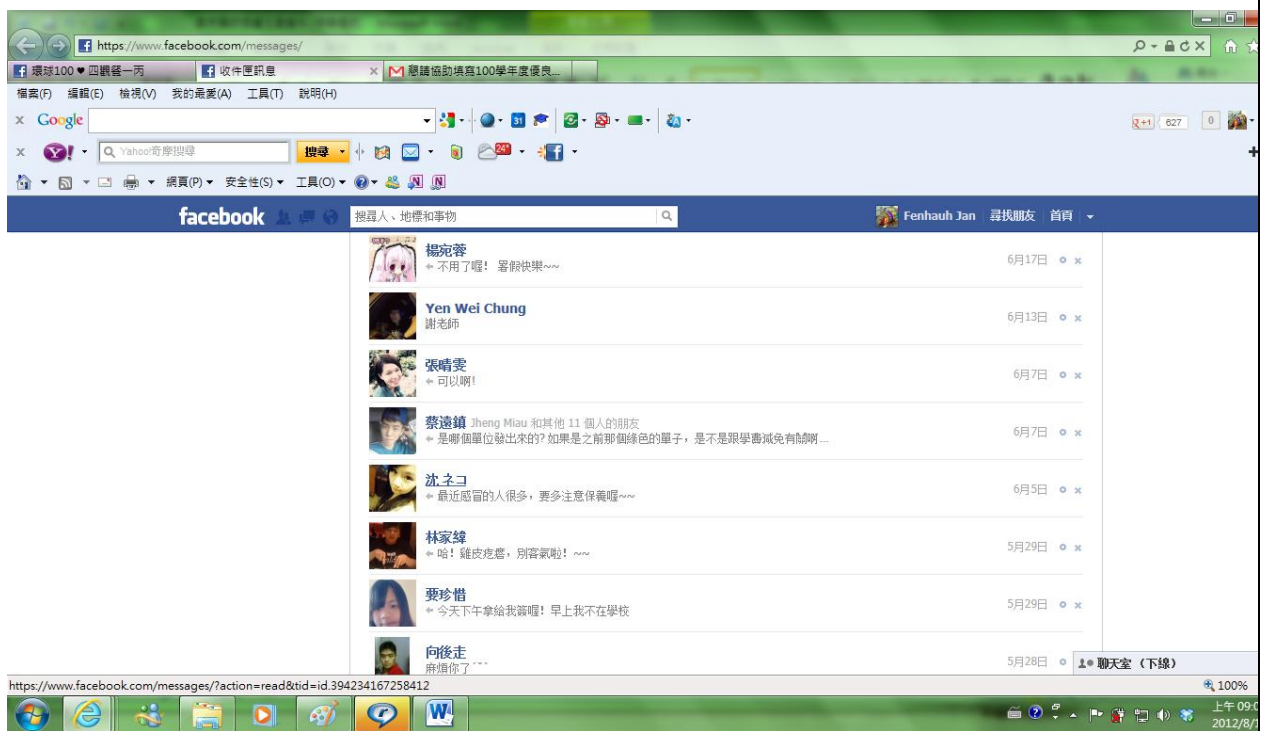 https://www.facebook.com/messages/
環球100 ♥ 四觀餐一丙
收件匣訊息
懇請協助填寫100學年度優良...
檔案(F) 編輯(E) 檢視(V) 我的最愛(A) 工具(T) 說明(H)
x Google
31
g+1 627
0
x Y! Yahoo!奇摩搜尋 搜尋
24°
網頁(P) 安全性(S) 工具(O)
facebook 搜尋人、地標和事物 Fenhauh Jan 尋找朋友 首頁
楊宛蓉 6月17日
不用了喔! 署假快樂~~
Yen Wei Chung 6月13日
謝老師
張晴雯 6月7日
可以啊!
蔡遠鎮 Jheng Miau 和其他 11 個人的朋友 6月7日
是哪個單位發出來的? 如果是之前那個綠色的單子，是不是跟學費減免有關啊...
沈ネコ 6月5日
最近感冒的人很多，要多注意保養喔~~
林家緯 5月29日
哈! 雞皮疙瘩，別客氣啦! ~~
要珍惜 5月29日
今天下午拿給我簽喔! 早上我不在學校
向後走 5月28日
麻煩你了ˊˇˋ
聊天室（下線）
https://www.facebook.com/messages/?action=read&tid=id.394234167258412
100%
上午 09:0
2012/8/